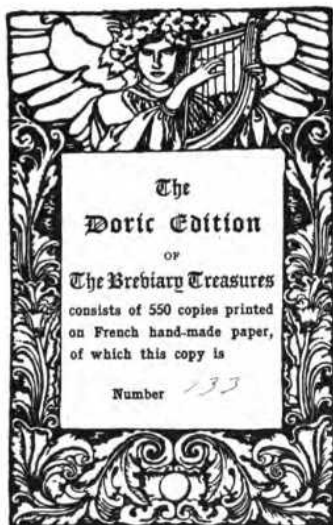 The
Doric Edition
OF
The Breviary Treasures
consists of 550 copies printed
on French hand-made paper,
of which this copy is
Number 133